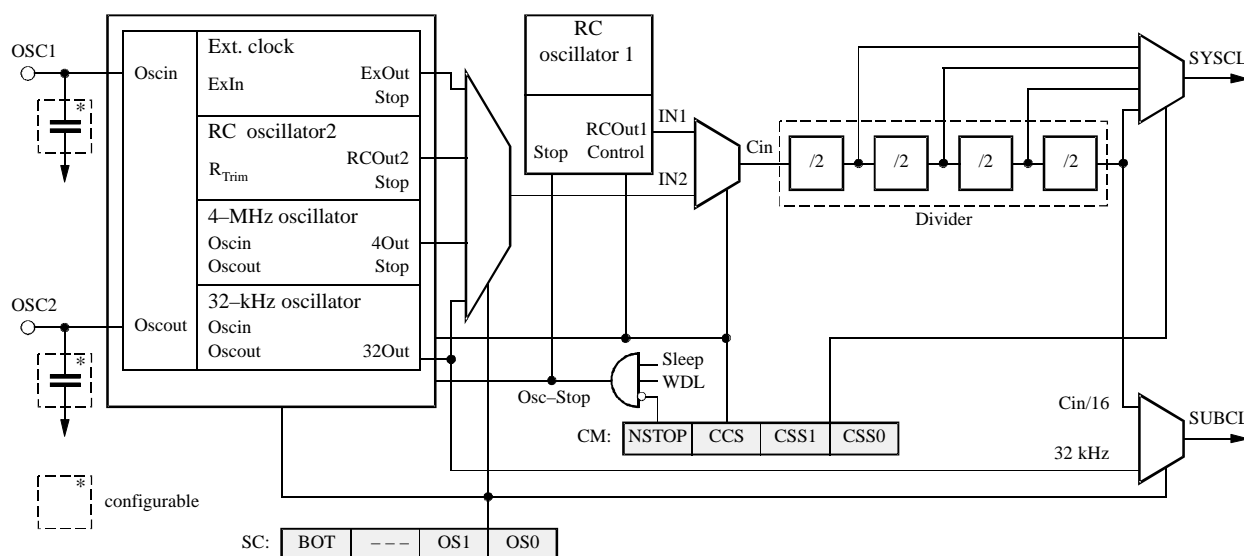 OSC1
*
Oscin
Ext. clock
ExIn
ExOut
Stop
RC oscillator2
R_Trim
RCOut2
Stop
4–MHz oscillator
Oscin
Oscout
4Out
Stop
32–kHz oscillator
Oscin
Oscout
32Out
Oscout
OSC2
*
*
configurable
RC
oscillator 1
RCOut1
Stop
Control
IN1
IN2
Cin
/2
/2
/2
/2
Divider
SYSCL
Sleep
WDL
Osc–Stop
CM:
NSTOP
CCS
CSS1
CSS0
Cin/16
32 kHz
SUBCL
SC:
BOT
– – –
OS1
OS0